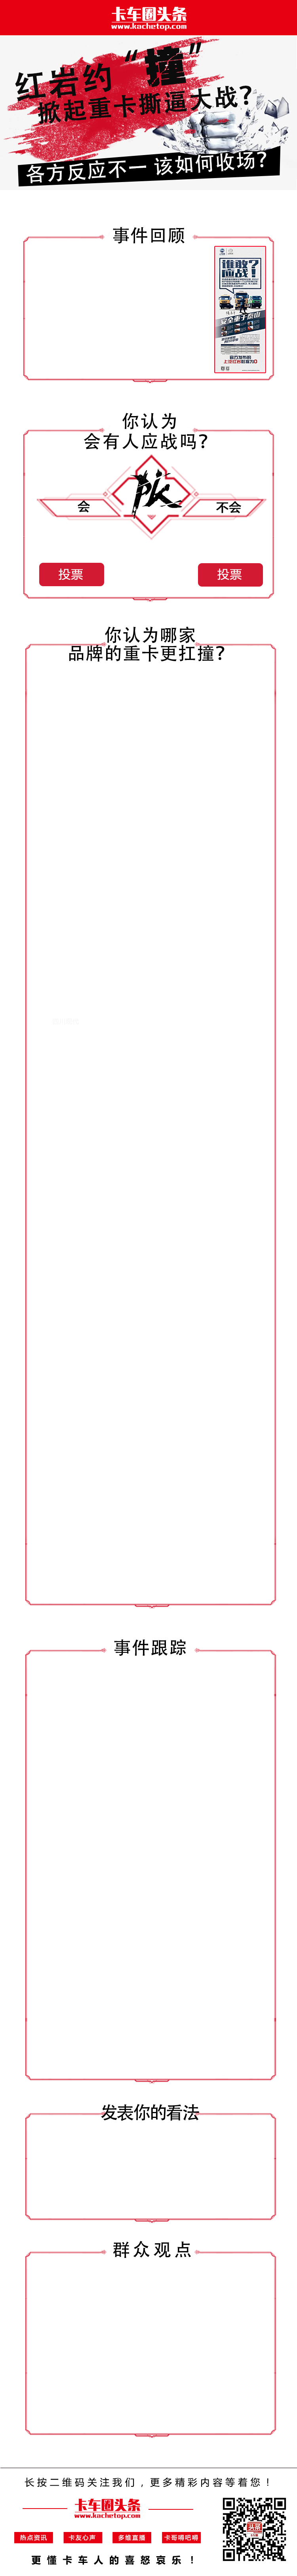 卡车圈头条
www.kachetop.com
红岩约“撞”
掀起重卡撕逼大战?
各方反应不一 该如何收场?
事件回顾
谁敢?
应战!
你认为
会有人应战吗?
会
PK
不会
投票
投票
你认为哪家
品牌的重卡更扛撞?
事件跟踪
发表你的看法
群众观点
长按二维码关注我们,更多精彩内容等着您!
卡车圈头条
www.kachetop.com
热点资讯
卡友心声
多维直播
卡哥嘚吧嘚
更懂卡车人的喜怒哀乐!